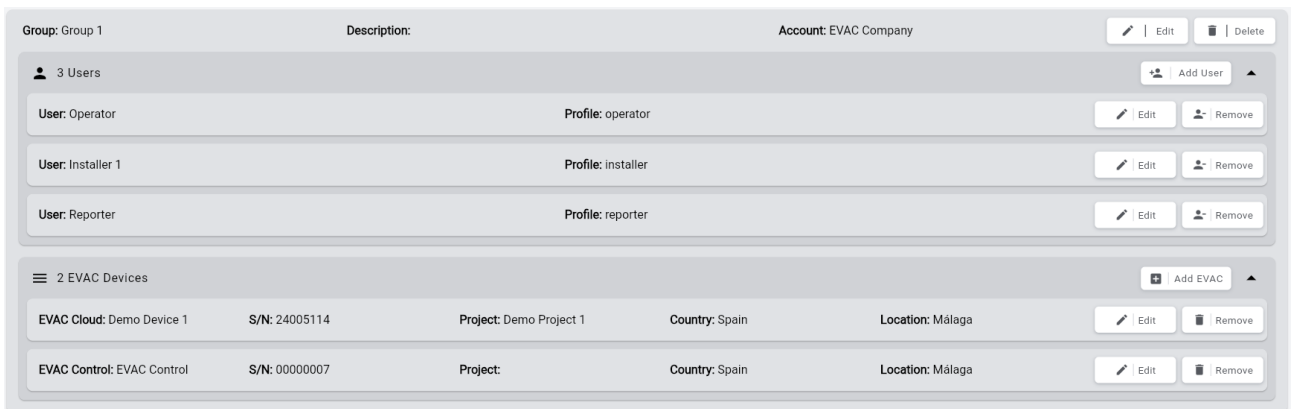 Group: Group 1 Description: Account: EVAC Company Edit Delete
3 Users Add User
User: Operator Profile: operator Edit Remove
User: Installer 1 Profile: installer Edit Remove
User: Reporter Profile: reporter Edit Remove
2 EVAC Devices Add EVAC
EVAC Cloud: Demo Device 1 S/N: 24005114 Project: Demo Project 1 Country: Spain Location: Málaga Edit Remove
EVAC Control: EVAC Control S/N: 00000007 Project: Country: Spain Location: Málaga Edit Remove